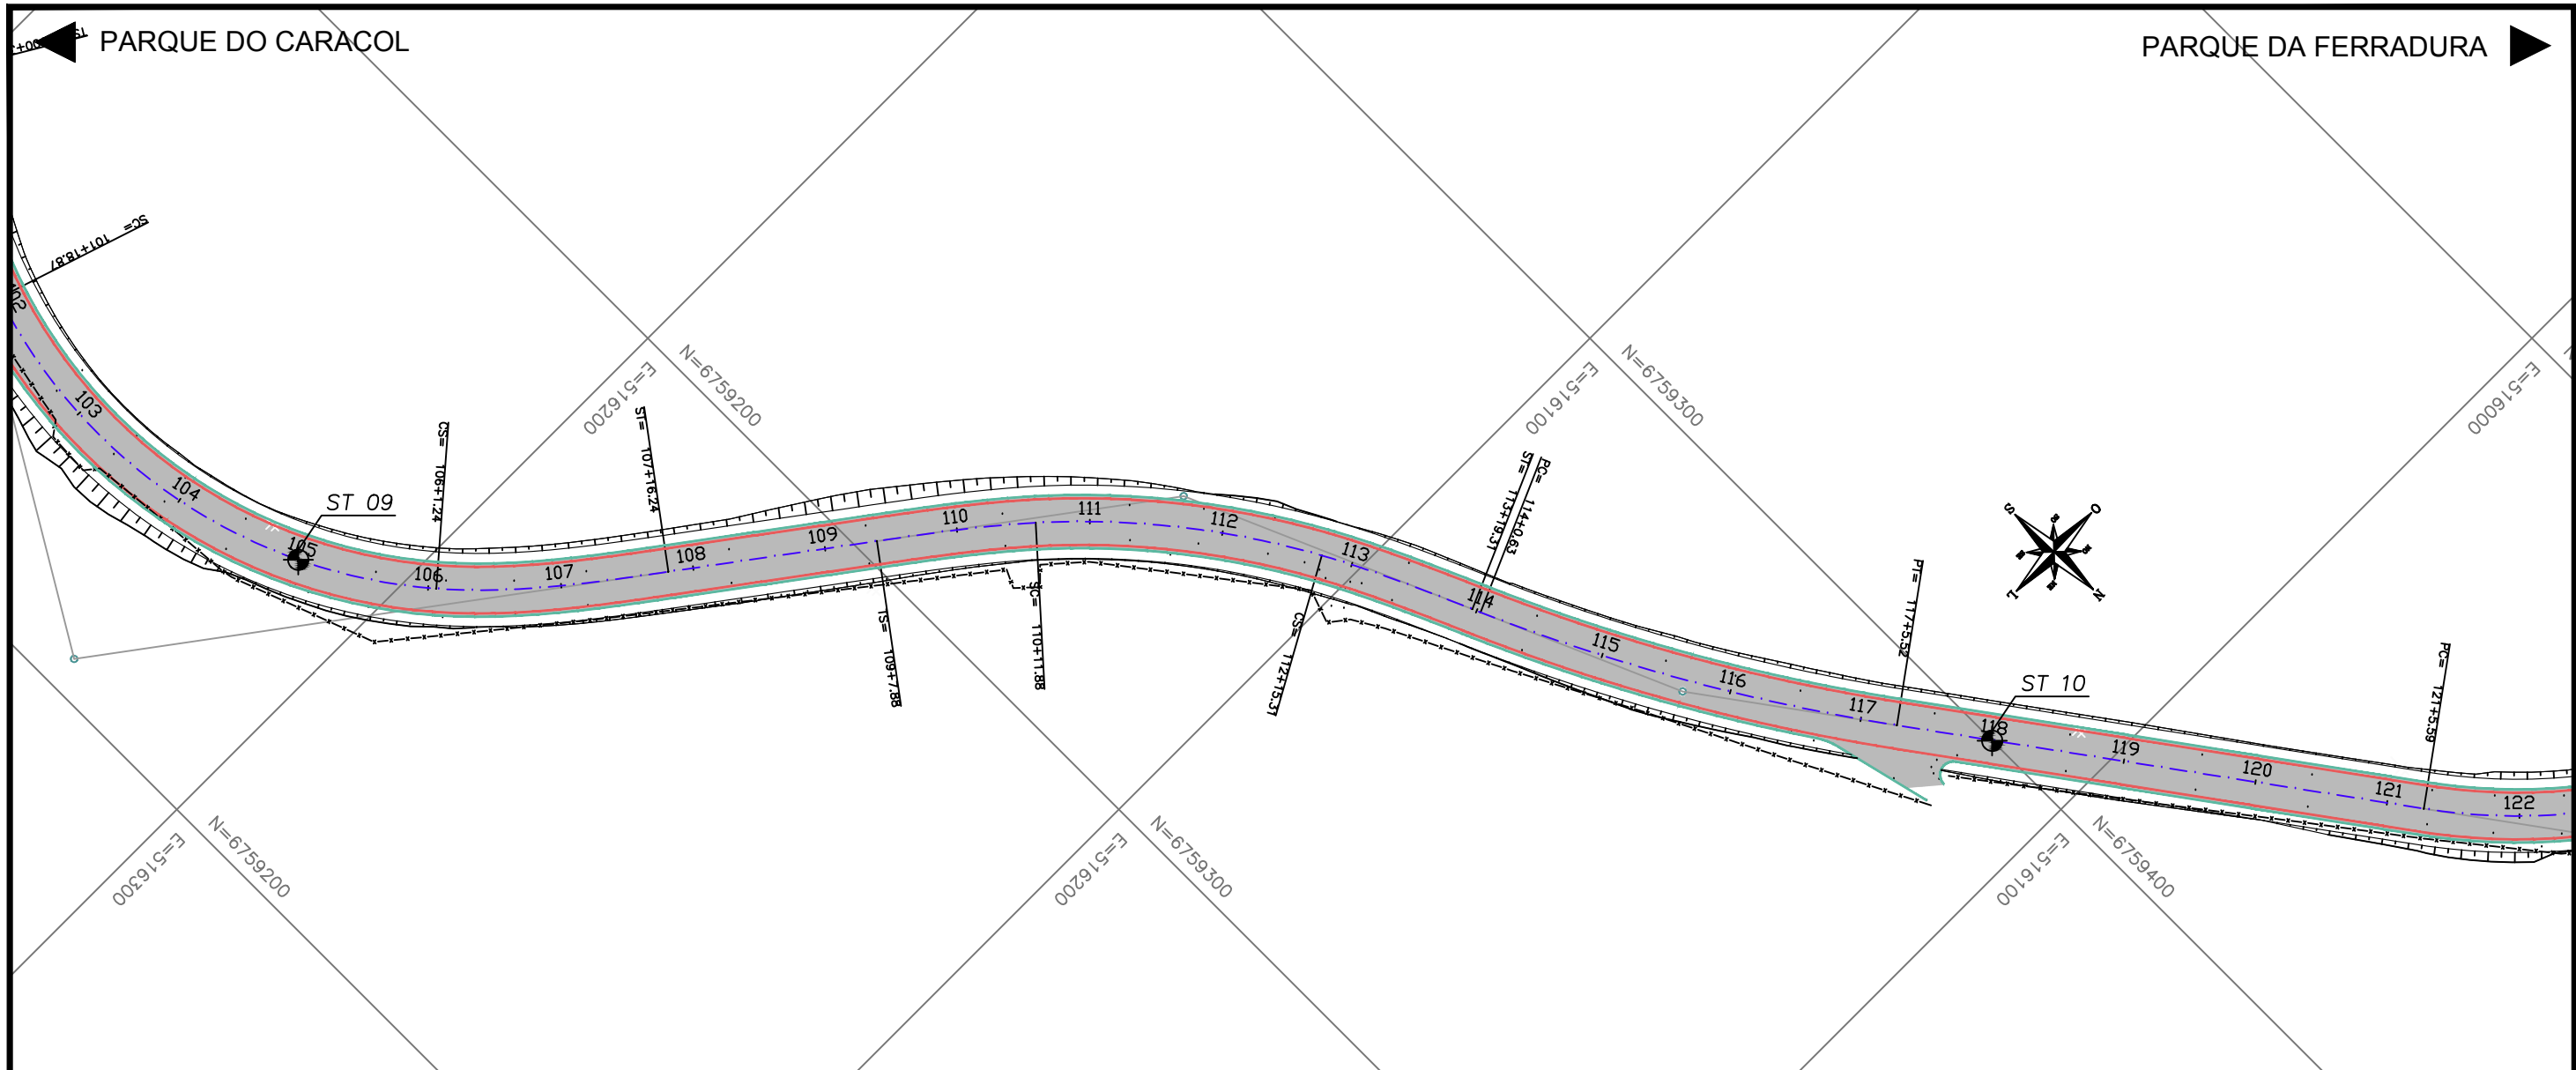 PARQUE DO CARACOL
PARQUE DA FERRADURA
SC= 101+18.87
103
104
ST 09
105
CS= 106+11.24
106
107
ST= 107+16.24
108
109
TS= 109+7.88
110
SC= 110+11.88
111
112
CS= 112+15.31
113
ST= 113+19.31
PC= 114+0.63
114
115
116
117
PT= 117+5.52
ST 10
118
119
120
121
PC= 121+5.59
122
E=516200
N=6759200
E=516100
N=6759300
E=516000
E=516300
N=6759200
E=516200
N=6759300
E=516100
N=6759400
S
O
L
N